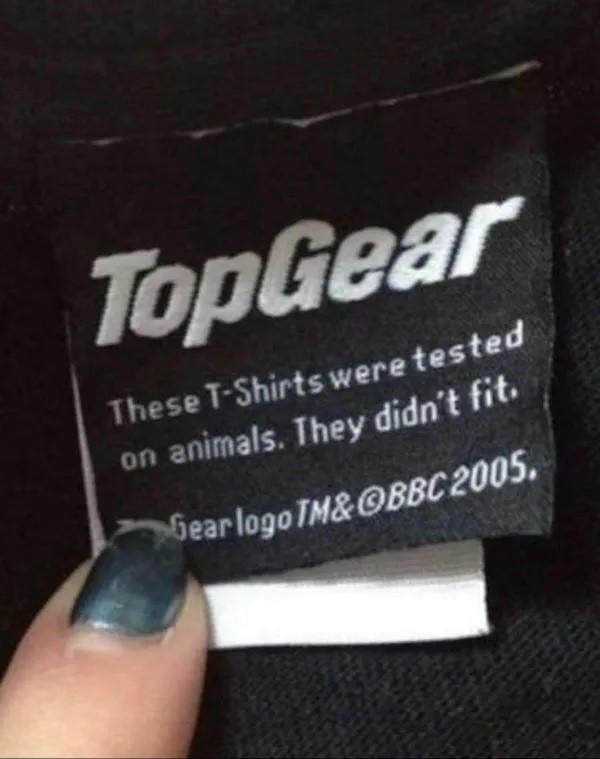 TopGear
These T-Shirts were tested
on animals. They didn't fit.
Gear logo TM & ©BBC 2005.